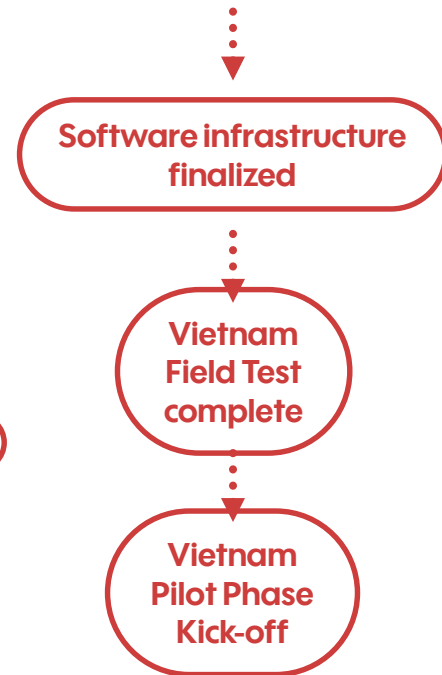 Software infrastructure
finalized
Vietnam
Field Test
complete
Vietnam
Pilot Phase
Kick-off